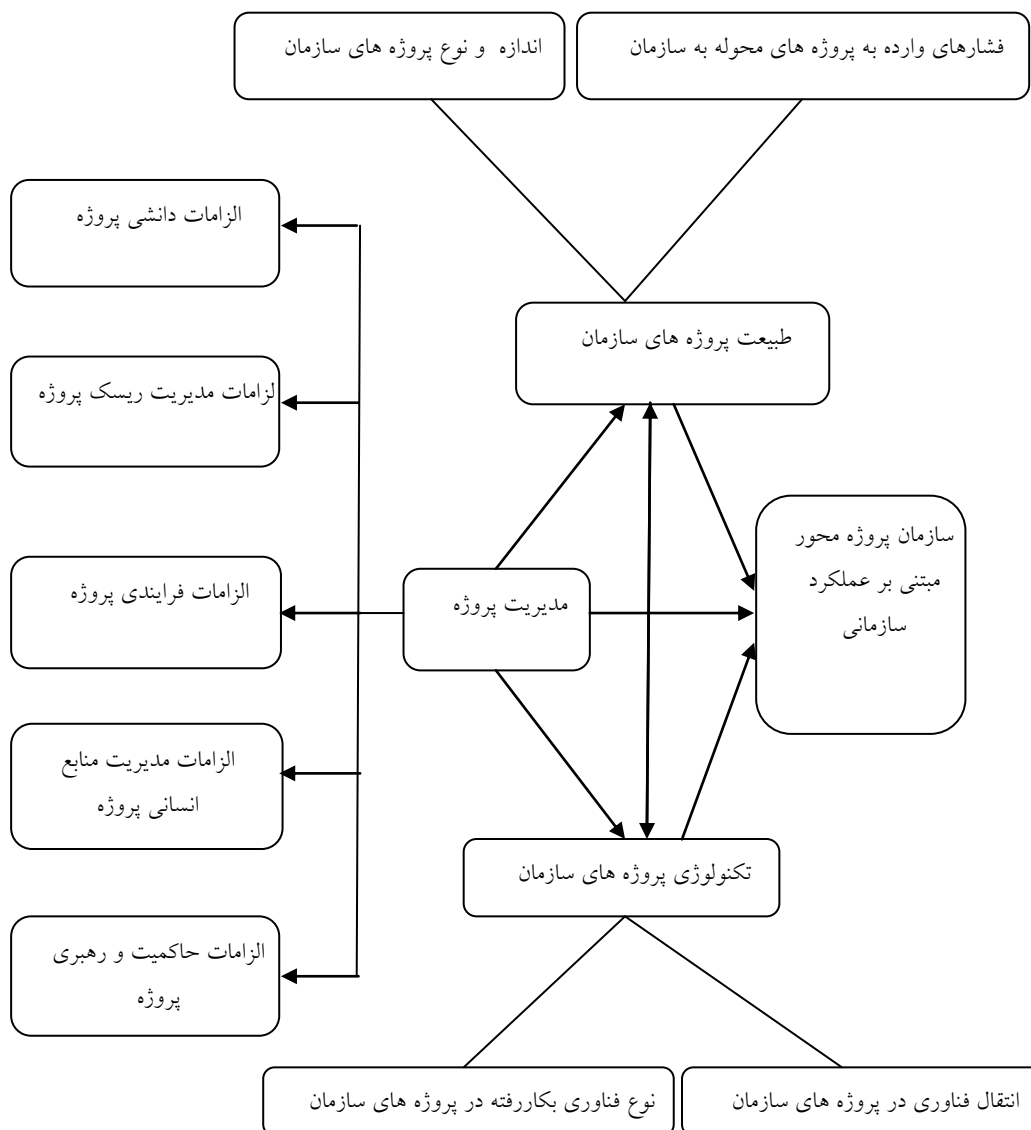 فشارهای وارده به پروژه های محوله به سازمان
اندازه و نوع پروژه های سازمان
الزامات دانشی پروژه
طبیعت پروژه های سازمان
لزامات مدیریت ریسک پروژه
سازمان پروژه محور
مبتنی بر عملکرد
سازمانی
مدیریت پروژه
الزامات فرایندی پروژه
الزامات مدیریت منابع
انسانی پروژه
تکنولوژی پروژه های سازمان
الزامات حاکمیت و رهبری
پروژه
انتقال فناوری در پروژه های سازمان
نوع فناوری بکاررفته در پروژه های سازمان